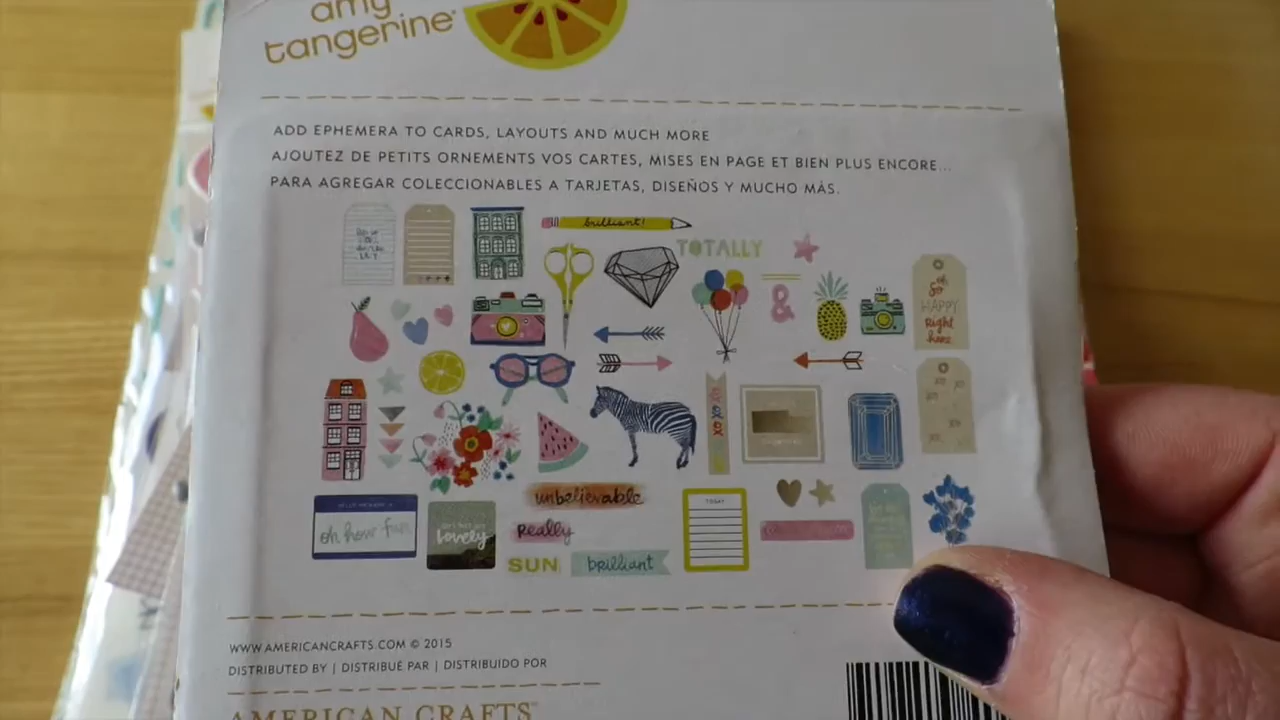 amy
tangerine
ADD EPHEMERA TO CARDS, LAYOUTS AND MUCH MORE
AJOUTEZ DE PETITS ORNEMENTS VOS CARTES, MISES EN PAGE ET BIEN PLUS ENCORE...
PARA AGREGAR COLECCIONABLES A TARJETAS, DISEÑOS Y MUCHO MÁS.
brilliant!
TOTALLY
&
oh
So
HAPPY
Right
here
oh how fun
lovely
unbelievable
Really
SUN
brilliant
TODAY
WWW.AMERICANCRAFTS.COM © 2015
DISTRIBUTED BY | DISTRIBUÉ PAR | DISTRIBUIDO POR
AMERICAN CRAFTS